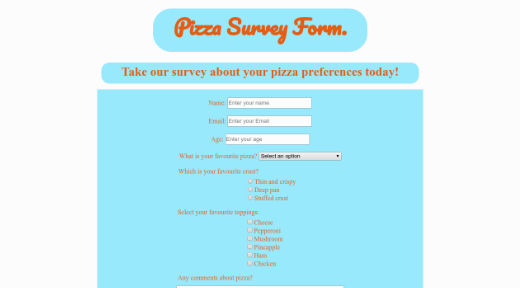 Pizza Survey Form.
Take our survey about your pizza preferences today!
Name: Enter your name
Email: Enter your Email
Age: Enter your age
What is your favourite pizza? Select an option
Which is your favourite crust?
Thin and crispy
Deep pan
Stuffed crust
Select your favourite toppings:
Cheese
Pepperoni
Mushroom
Pineapple
Ham
Chicken
Any comments about pizza?